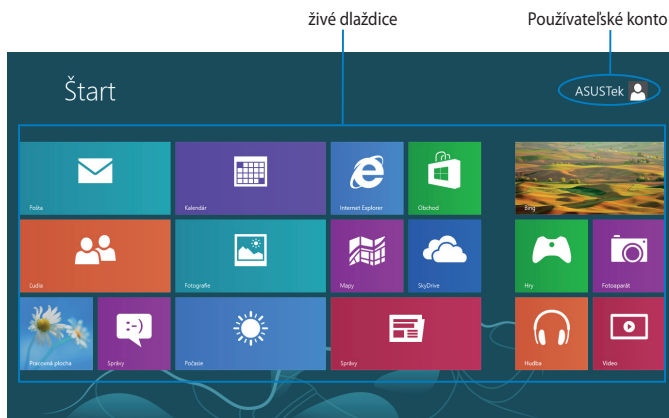 živé dlaždice
Používateľské konto
Štart
ASUSTek
Pošta
Kalendár
Internet Explorer
Obchod
Bing
Ľudia
Fotografie
Mapy
SkyDrive
Hry
Fotoaparát
Pracovná plocha
:-)
Správy
Počasie
Správy
Hudba
Video